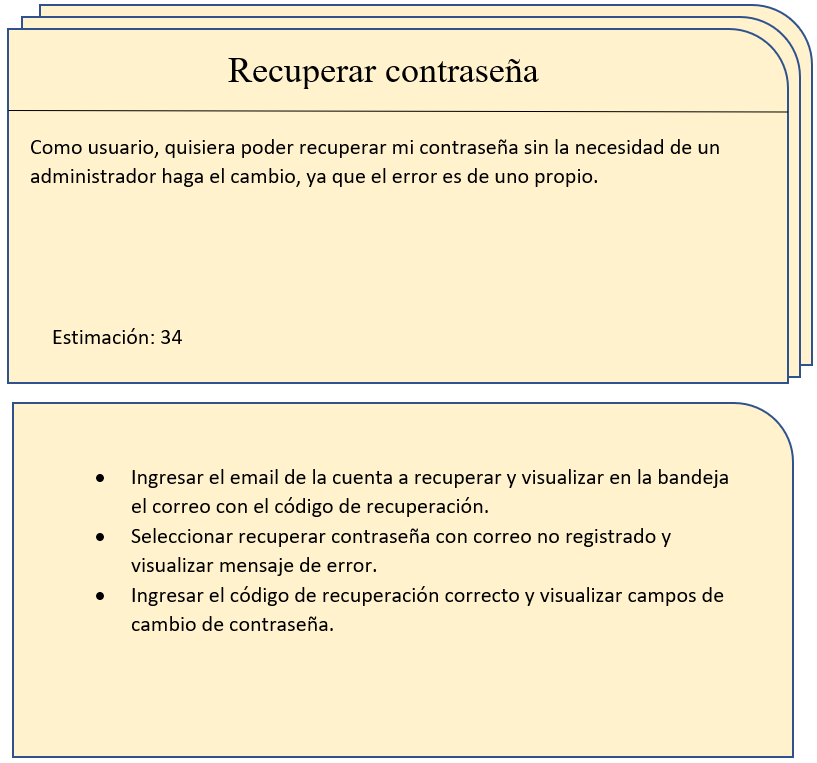 Recuperar contraseña
Como usuario, quisiera poder recuperar mi contraseña sin la necesidad de un
administrador haga el cambio, ya que el error es de uno propio.
Estimación: 34
• Ingresar el email de la cuenta a recuperar y visualizar en la bandeja
el correo con el código de recuperación.
• Seleccionar recuperar contraseña con correo no registrado y
visualizar mensaje de error.
• Ingresar el código de recuperación correcto y visualizar campos de
cambio de contraseña.